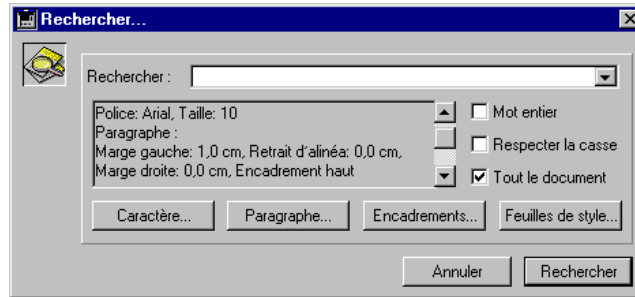 Rechercher...
Rechercher :
Police: Arial, Taille: 10
Paragraphe :
Marge gauche: 1,0 cm, Retrait d´alinéa: 0,0 cm,
Marge droite: 0,0 cm, Encadrement haut
Mot entier
Respecter la casse
Tout le document
Caractère... Paragraphe... Encadrements... Feuilles de style...
Annuler Rechercher